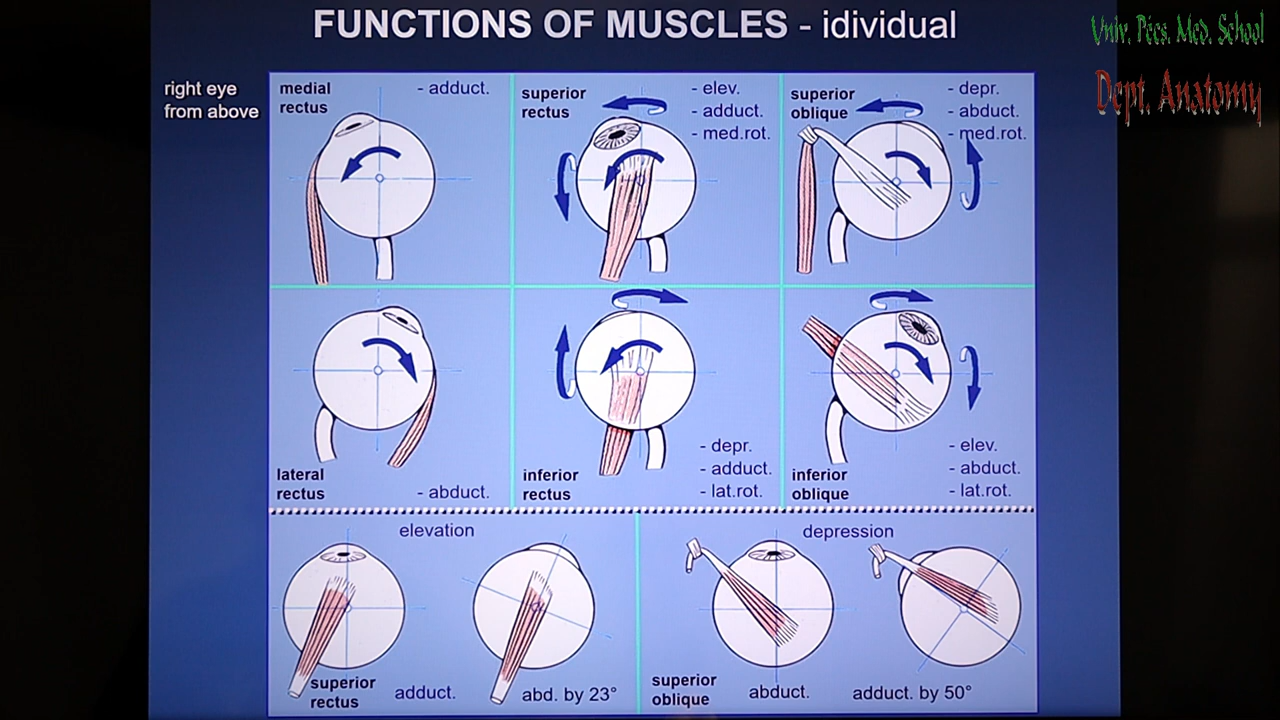 FUNCTIONS OF MUSCLES - idividual
Univ. Pécs. Med. School
Dept. Anatomy
right eye
from above
medial
rectus
- adduct.
superior
rectus
- elev.
- adduct.
- med.rot.
superior
oblique
- depr.
- abduct.
- med.rot.
lateral
rectus
- abduct.
inferior
rectus
- depr.
- adduct.
- lat.rot.
inferior
oblique
- elev.
- abduct.
- lat.rot.
elevation
depression
superior
rectus
adduct.
abd. by 23°
superior
oblique
abduct.
adduct. by 50°